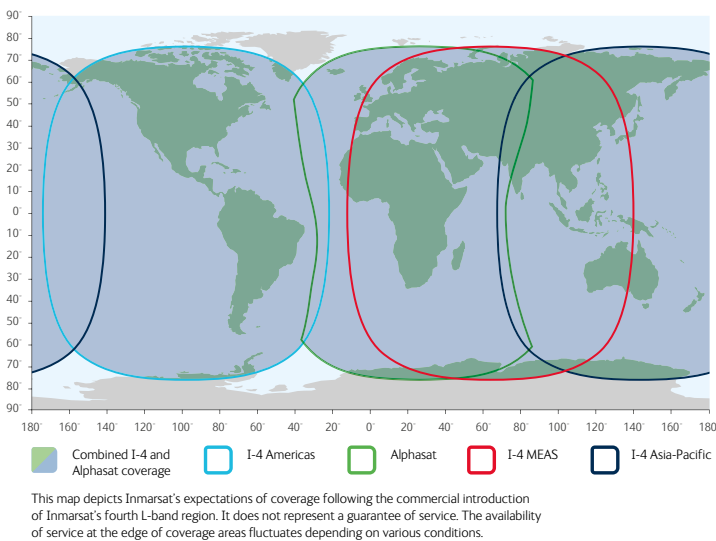 90°
80°
70°
60°
50°
40°
30°
20°
10°
0°
10°
20°
30°
40°
50°
60°
70°
80°
90°
180° 160° 140° 120° 100° 80° 60° 40° 20° 0° 20° 40° 60° 80° 100° 120° 140° 160° 180°
Combined I-4 and
Alphasat coverage
I-4 Americas
Alphasat
I-4 MEAS
I-4 Asia-Pacific
This map depicts Inmarsat's expectations of coverage following the commercial introduction
of Inmarsat's fourth L-band region. It does not represent a guarantee of service. The availability
of service at the edge of coverage areas fluctuates depending on various conditions.